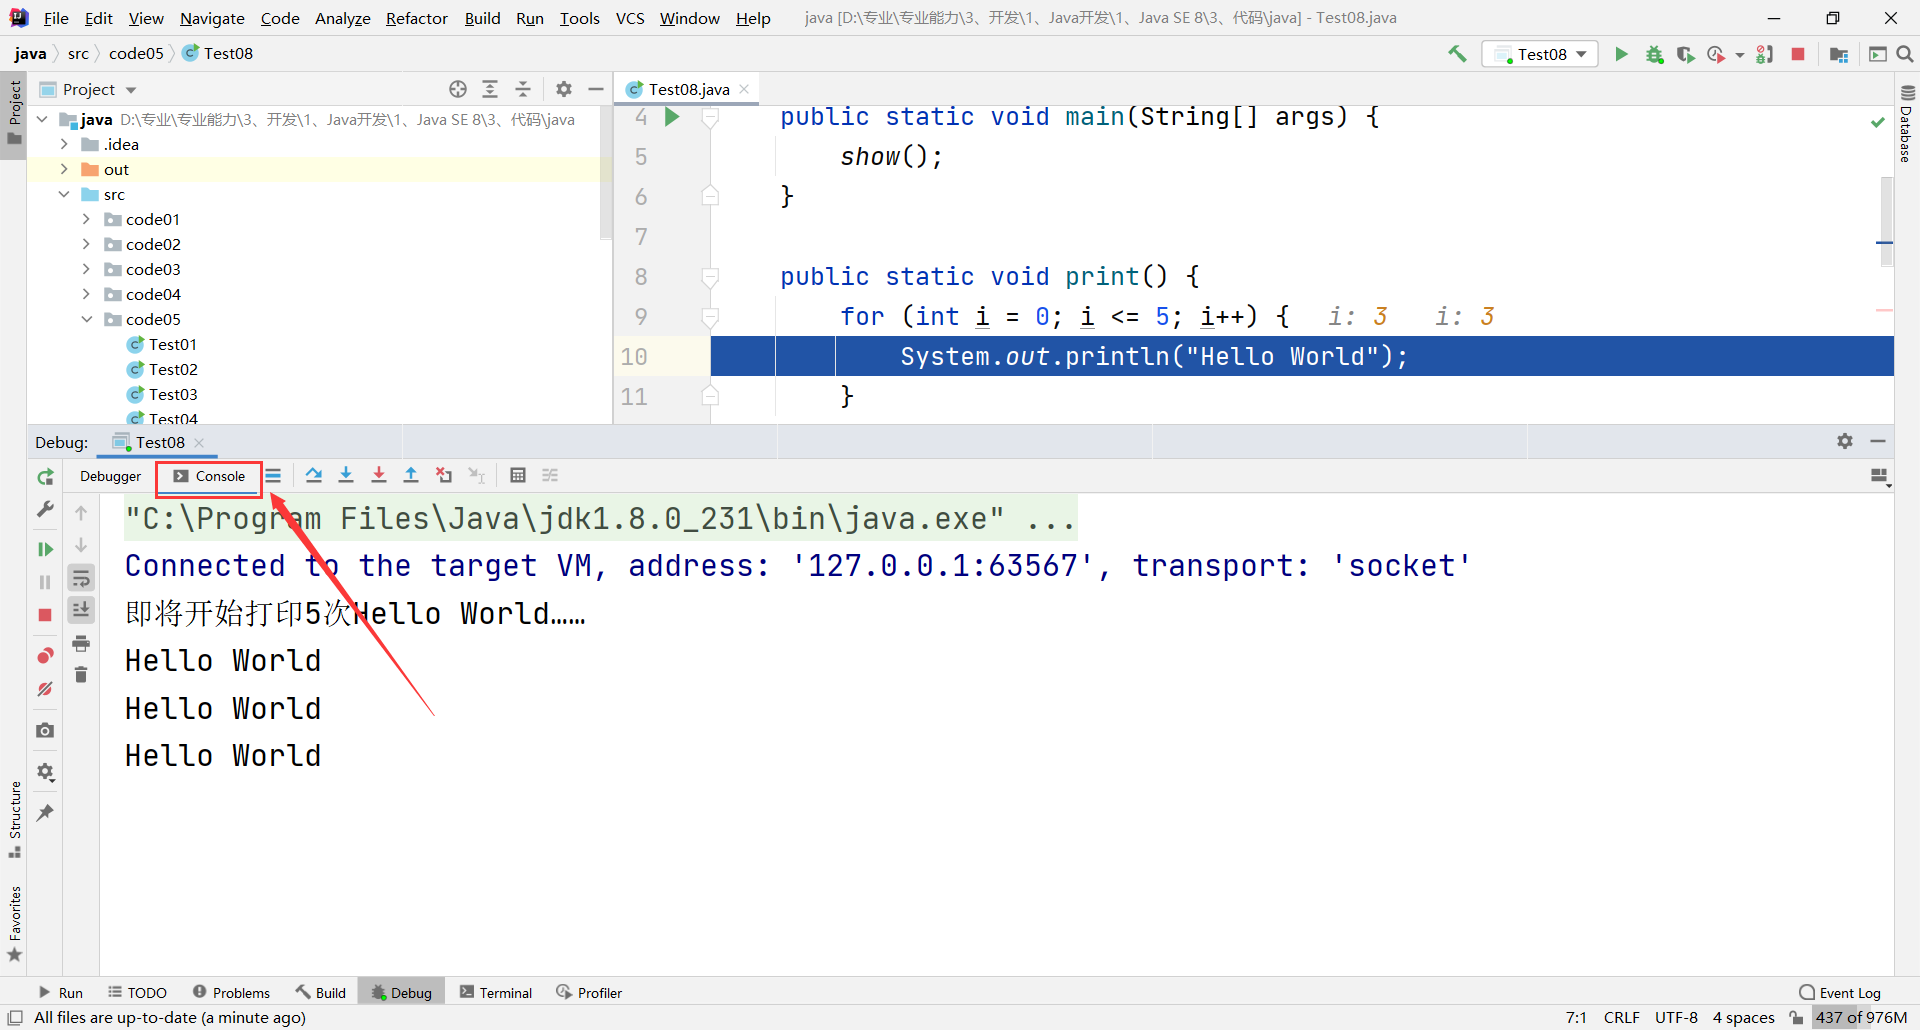 File Edit View Navigate Code Analyze Refactor Build Run Tools VCS Window Help java [D:\专业\专业能力\3、开发\1、Java开发\1、Java SE 8\3、代码\java] - Test08.java
java src code05 Test08 Test08
Project
Project
java D:\专业\专业能力\3、开发\1、Java开发\1、Java SE 8\3、代码\java
.idea
out
src
code01
code02
code03
code04
code05
Test01
Test02
Test03
Test04
Test08.java
4 public static void main(String[] args) {
5 show();
6 }
7
8 public static void print() {
9 for (int i = 0; i <= 5; i++) { i: 3 i: 3
10 System.out.println("Hello World");
11 }
Database
Debug: Test08
Debugger Console
"C:\Program Files\Java\jdk1.8.0_231\bin\java.exe" ...
Connected to the target VM, address: '127.0.0.1:63567', transport: 'socket'
即将开始打印5次Hello World……
Hello World
Hello World
Hello World
Structure
Favorites
Run TODO Problems Build Debug Terminal Profiler Event Log
All files are up-to-date (a minute ago) 7:1 CRLF UTF-8 4 spaces 437 of 976M